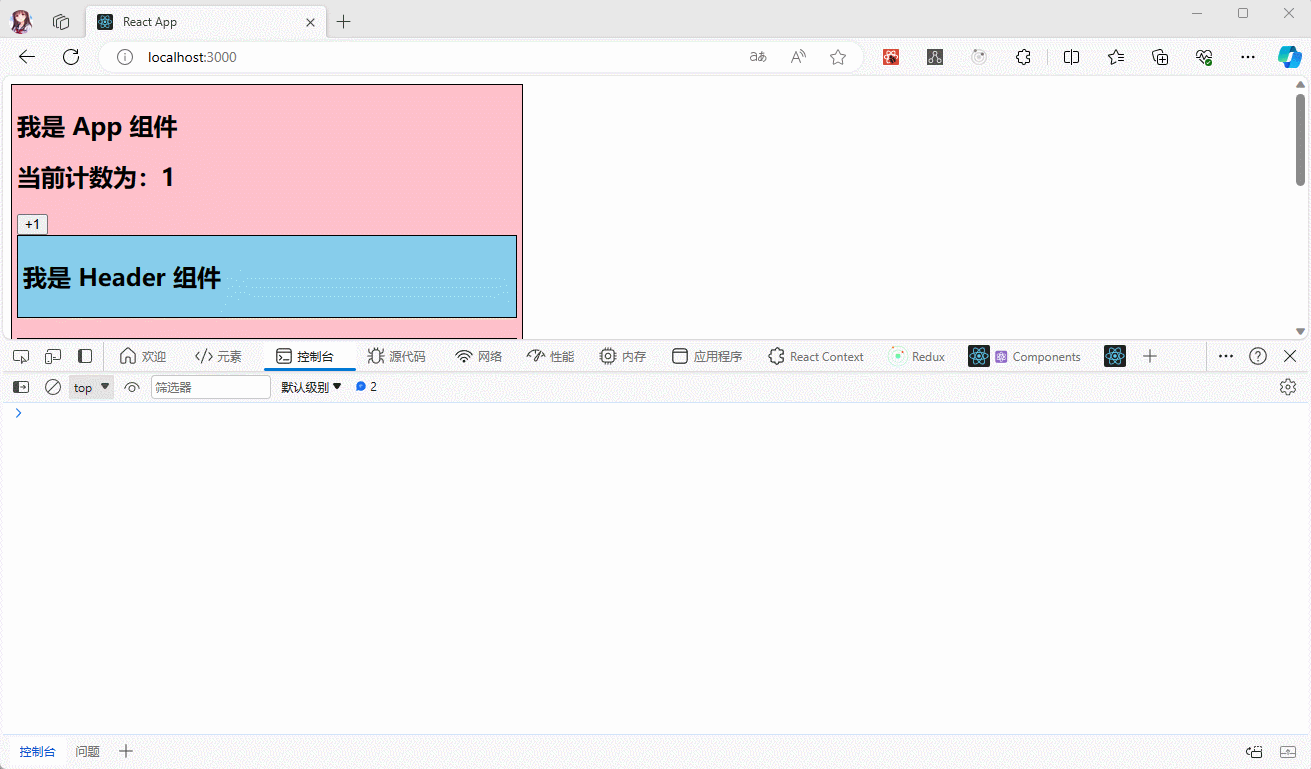 React App
localhost:3000
aあ
我是 App 组件
当前计数为：1
+1
我是 Header 组件
欢迎 元素 控制台 源代码 网络 性能 内存 应用程序 React Context Redux Components
top 筛选器 默认级别 2
控制台 问题